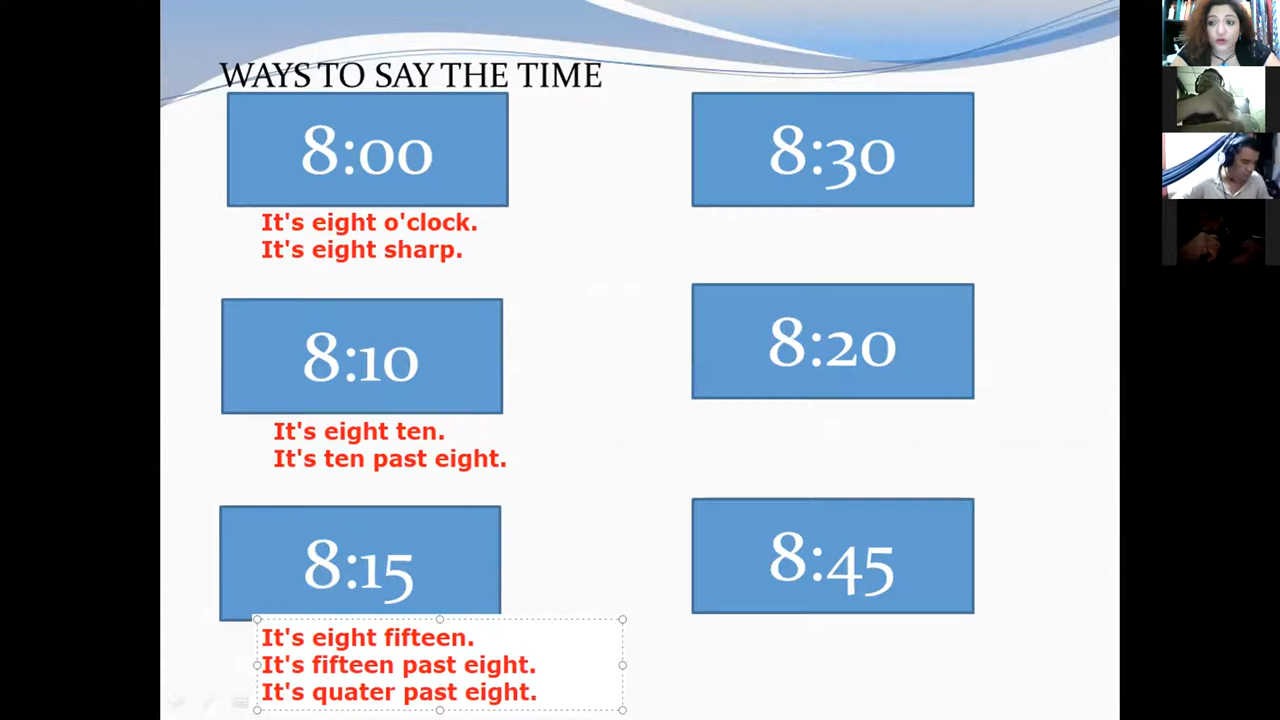 WAYS TO SAY THE TIME
8:00
It's eight o'clock.
It's eight sharp.
8:10
It's eight ten.
It's ten past eight.
8:15
It's eight fifteen.
It's fifteen past eight.
It's quater past eight.
8:30
8:20
8:45